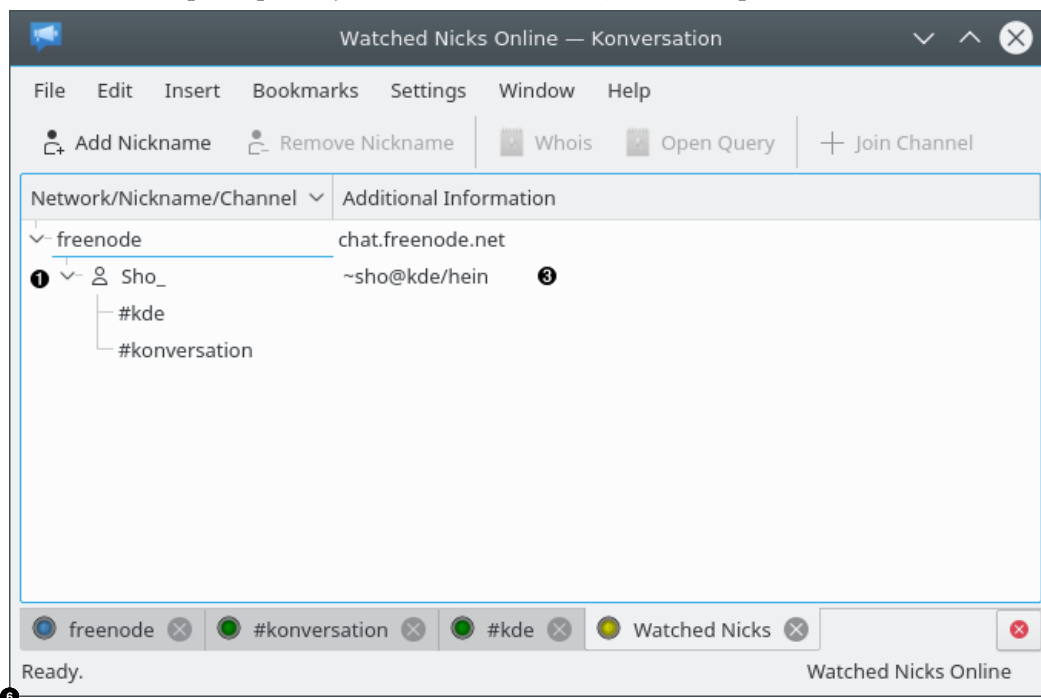 Watched Nicks Online — Konversation
File Edit Insert Bookmarks Settings Window Help
Add Nickname Remove Nickname Whois Open Query Join Channel
Network/Nickname/Channel Additional Information
freenode chat.freenode.net
❶ Sho_ ~sho@kde/hein ❸
#kde
#konversation
freenode #konversation #kde Watched Nicks
Ready. Watched Nicks Online
❻